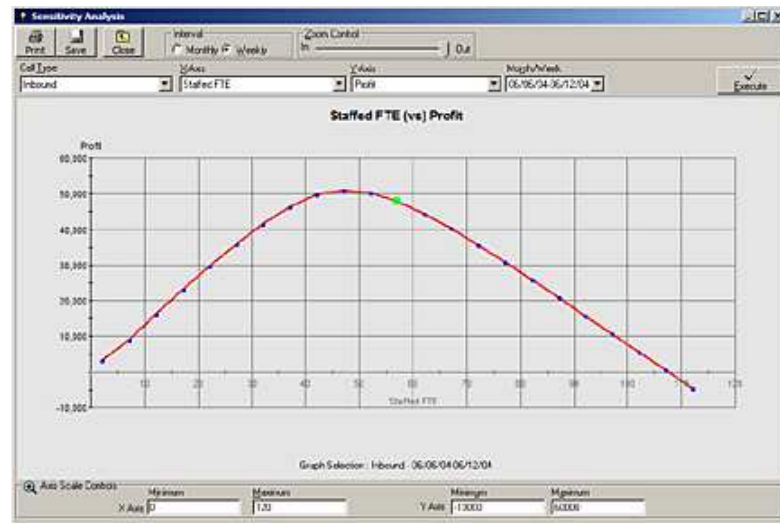 Sensitivity Analysis
Print Save Close Interval Monthly Weekly Zoom Control In Out
Call Type X Axis Y Axis Month/Week
Inbound Staffed FTE Profit 06/06/04-06/12/04 Execute
Staffed FTE (vs) Profit
Profit
60,000
50,000
40,000
30,000
20,000
10,000
10 20 30 40 50 60 70 80 90 100 110 120
Staffed FTE
-10,000
Graph Selection : Inbound - 06/06/04-06/12/04
Axis Scale Controls
Minimum Maximum Minimum Maximum
X Axis 0 120 Y Axis -13000